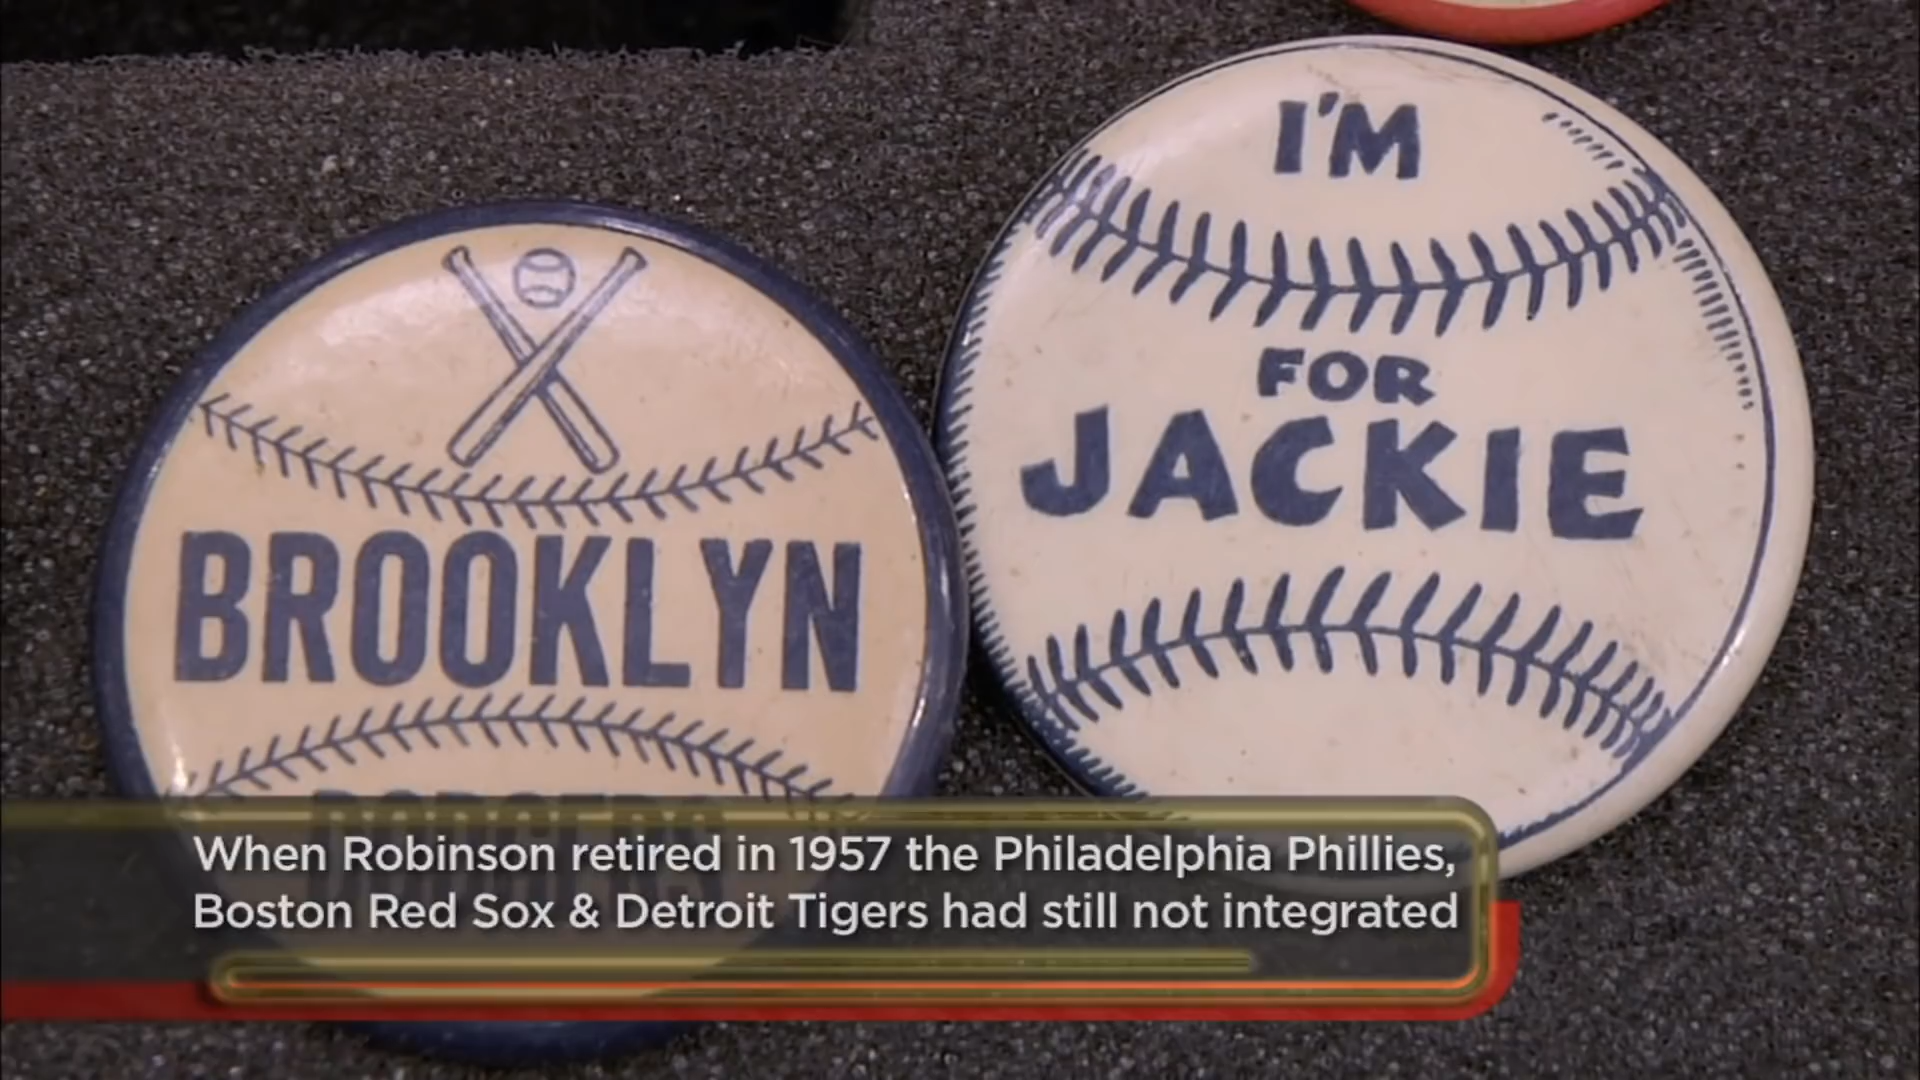 I'M
FOR
JACKIE
BROOKLYN
DODGERS
When Robinson retired in 1957 the Philadelphia Phillies,
Boston Red Sox & Detroit Tigers had still not integrated